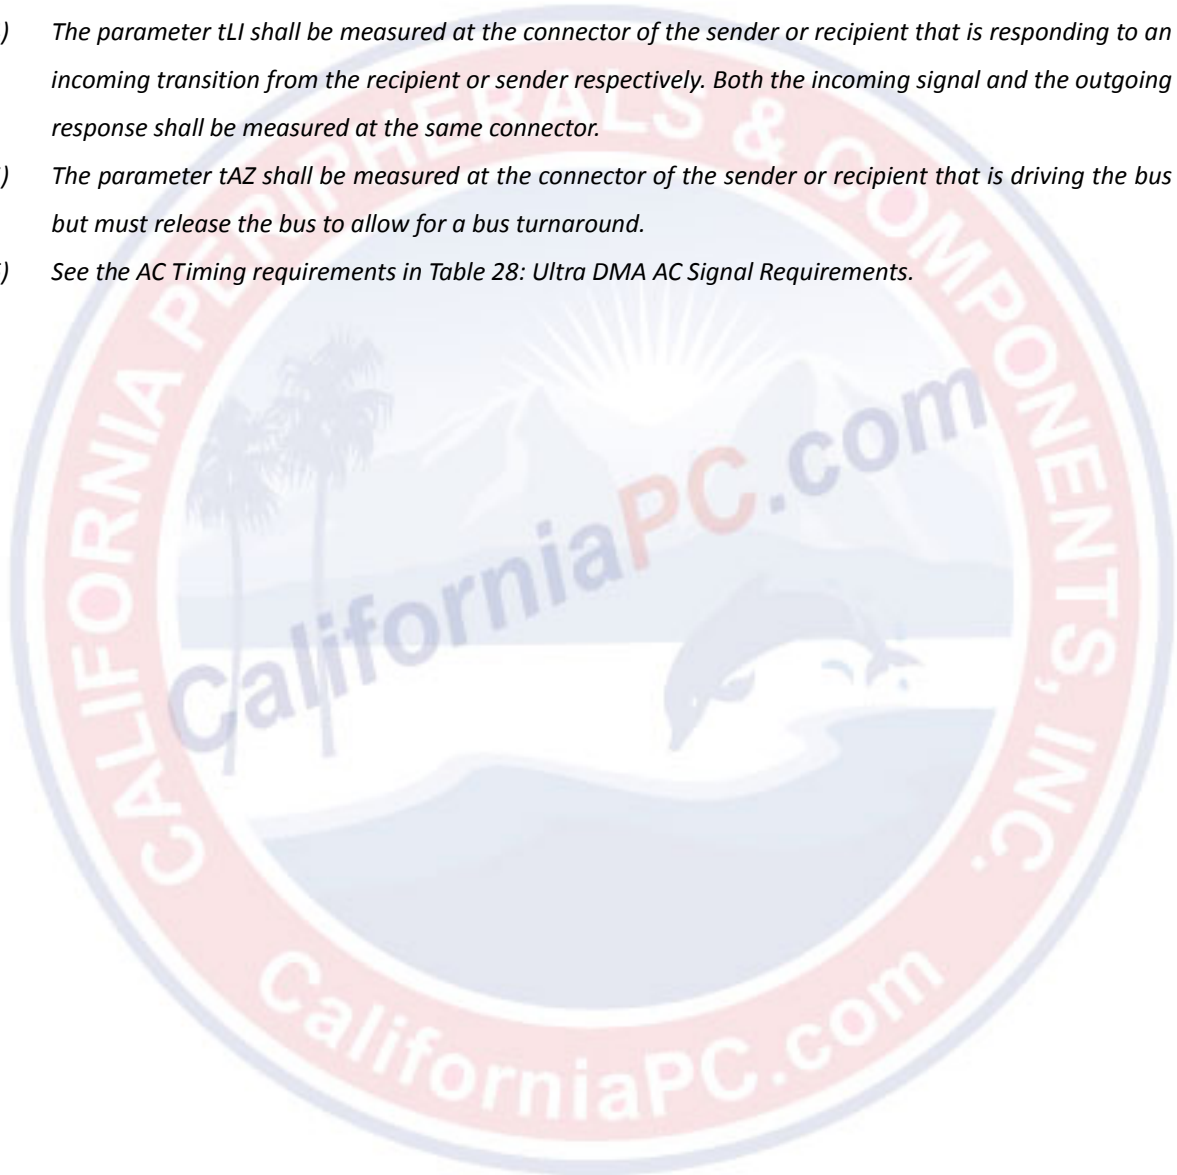 ) The parameter tLI shall be measured at the connector of the sender or recipient that is responding to an
incoming transition from the recipient or sender respectively. Both the incoming signal and the outgoing
response shall be measured at the same connector.
) The parameter tAZ shall be measured at the connector of the sender or recipient that is driving the bus
but must release the bus to allow for a bus turnaround.
) See the AC Timing requirements in Table 28: Ultra DMA AC Signal Requirements.
CALIFORNIA PERIPHERALS & COMPONENTS, INC.
CaliforniaPC.com
CaliforniaPC.com